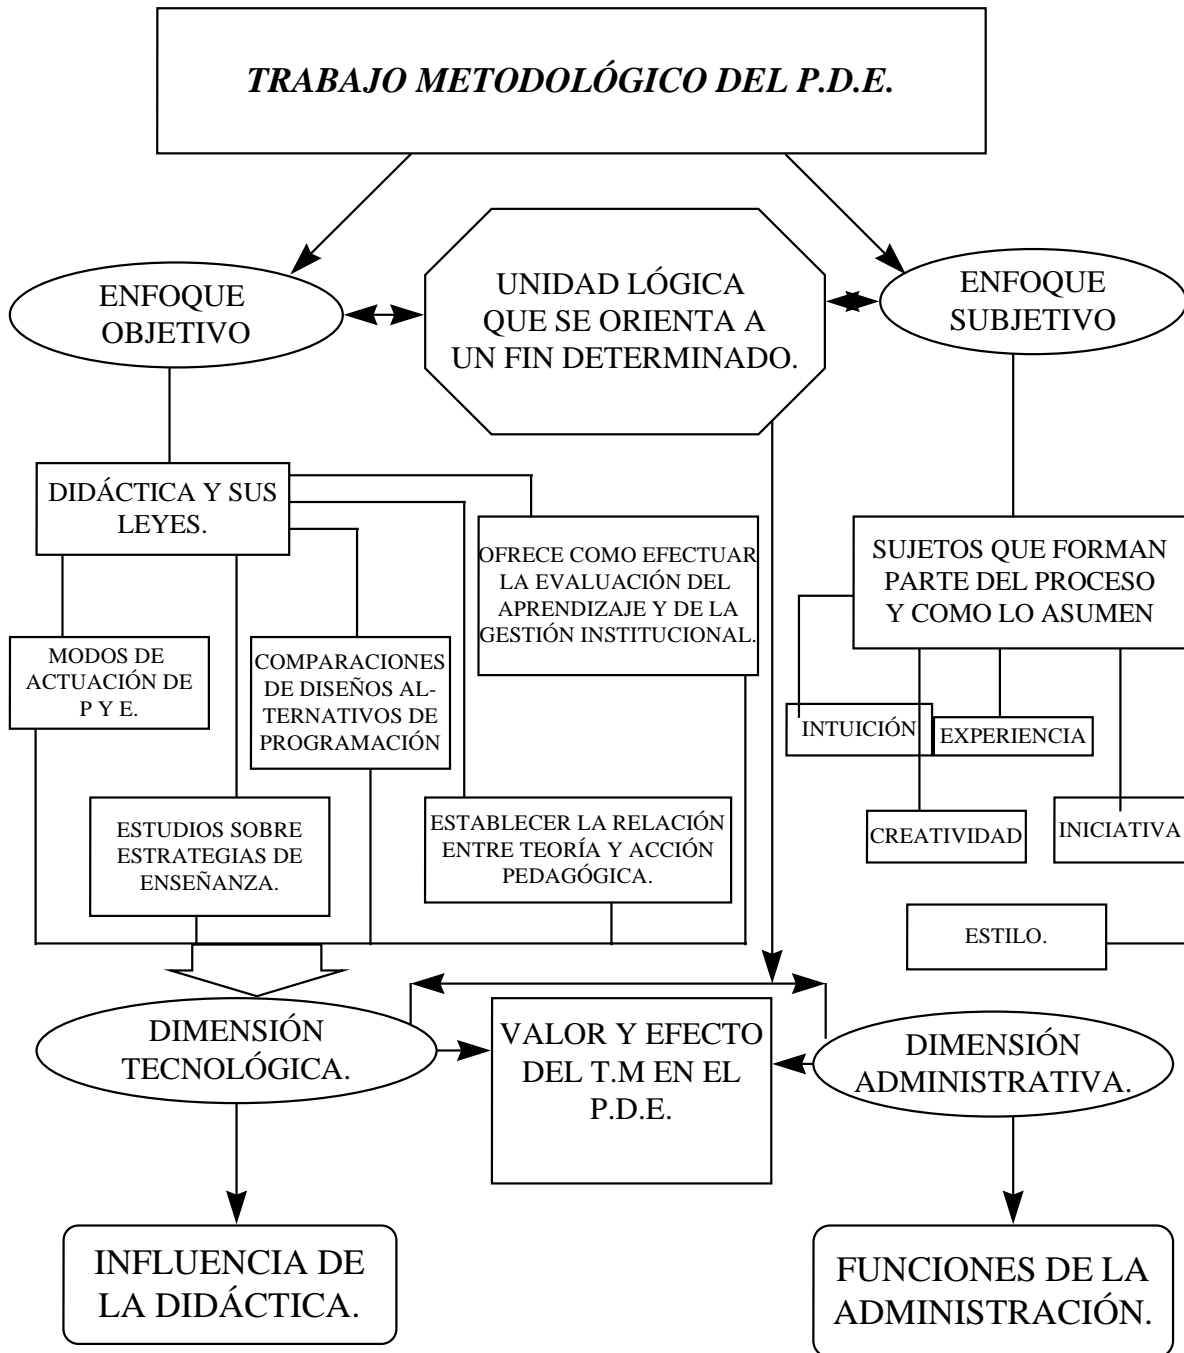 TRABAJO METODOLÓGICO DEL P.D.E.
ENFOQUE
OBJETIVO
UNIDAD LÓGICA
QUE SE ORIENTA A
UN FIN DETERMINADO.
ENFOQUE
SUBJETIVO
DIDÁCTICA Y SUS
LEYES.
OFRECE COMO EFECTUAR
LA EVALUACIÓN DEL
APRENDIZAJE Y DE LA
GESTIÓN INSTITUCIONAL.
SUJETOS QUE FORMAN
PARTE DEL PROCESO
Y COMO LO ASUMEN
MODOS DE
ACTUACIÓN DE
P Y E.
COMPARACIONES
DE DISEÑOS AL-
TERNATIVOS DE
PROGRAMACIÓN
INTUICIÓN
EXPERIENCIA
ESTUDIOS SOBRE
ESTRATEGIAS DE
ENSEÑANZA.
ESTABLECER LA RELACIÓN
ENTRE TEORÍA Y ACCIÓN
PEDAGÓGICA.
CREATIVIDAD
INICIATIVA
ESTILO.
DIMENSIÓN
TECNOLÓGICA.
VALOR Y EFECTO
DEL T.M EN EL
P.D.E.
DIMENSIÓN
ADMINISTRATIVA.
INFLUENCIA DE
LA DIDÁCTICA.
FUNCIONES DE LA
ADMINISTRACIÓN.